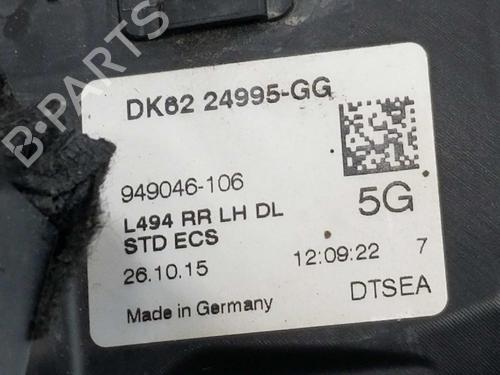 DK62 24995-GG
949046-106
5G
L494 RR LH DL
STD ECS
26.10.15
12:09:22 7
Made in Germany
DTSEA
B-PARTS